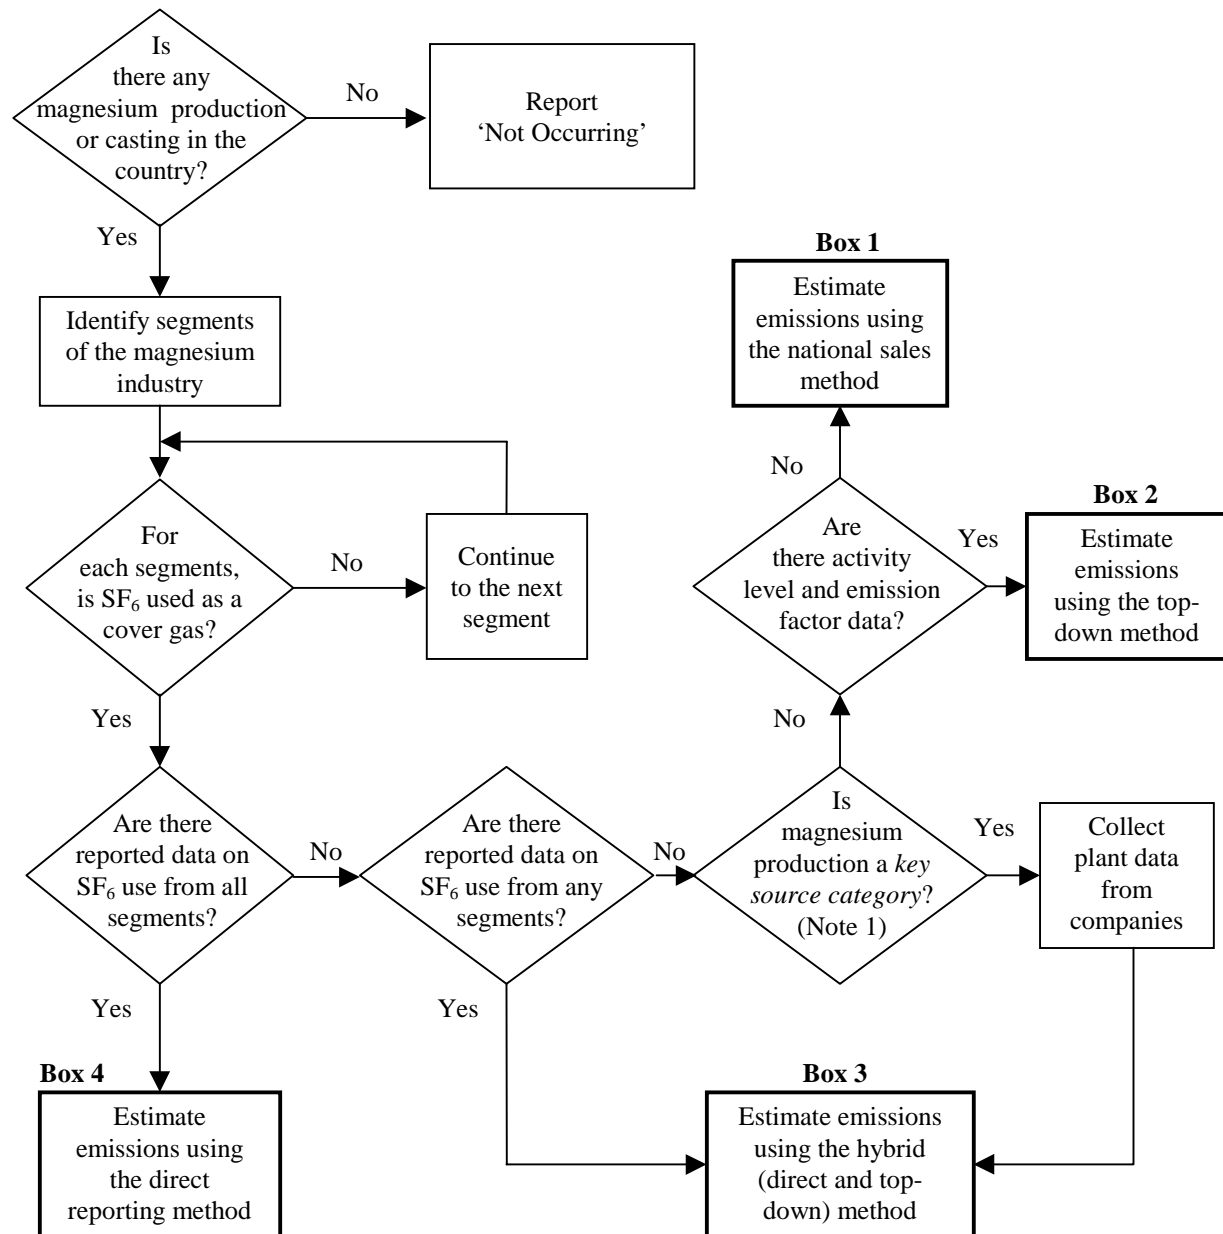 Is
there any
magnesium production
or casting in the
country?
No
Report
‘Not Occurring’
Yes
Identify segments
of the magnesium
industry
Box 1
Estimate
emissions using
the national sales
method
No
For
each segments,
is SF₆ used as a
cover gas?
No
Continue
to the next
segment
Are
there activity
level and emission
factor data?
Yes
Box 2
Estimate
emissions
using the top-
down method
Yes
No
Are there
reported data on
SF₆ use from all
segments?
No
Are there
reported data on
SF₆ use from any
segments?
No
Is
magnesium
production a key
source category?
(Note 1)
Yes
Collect
plant data
from
companies
Yes
Yes
Box 4
Estimate
emissions using
the direct
reporting method
Box 3
Estimate emissions
using the hybrid
(direct and top-
down) method